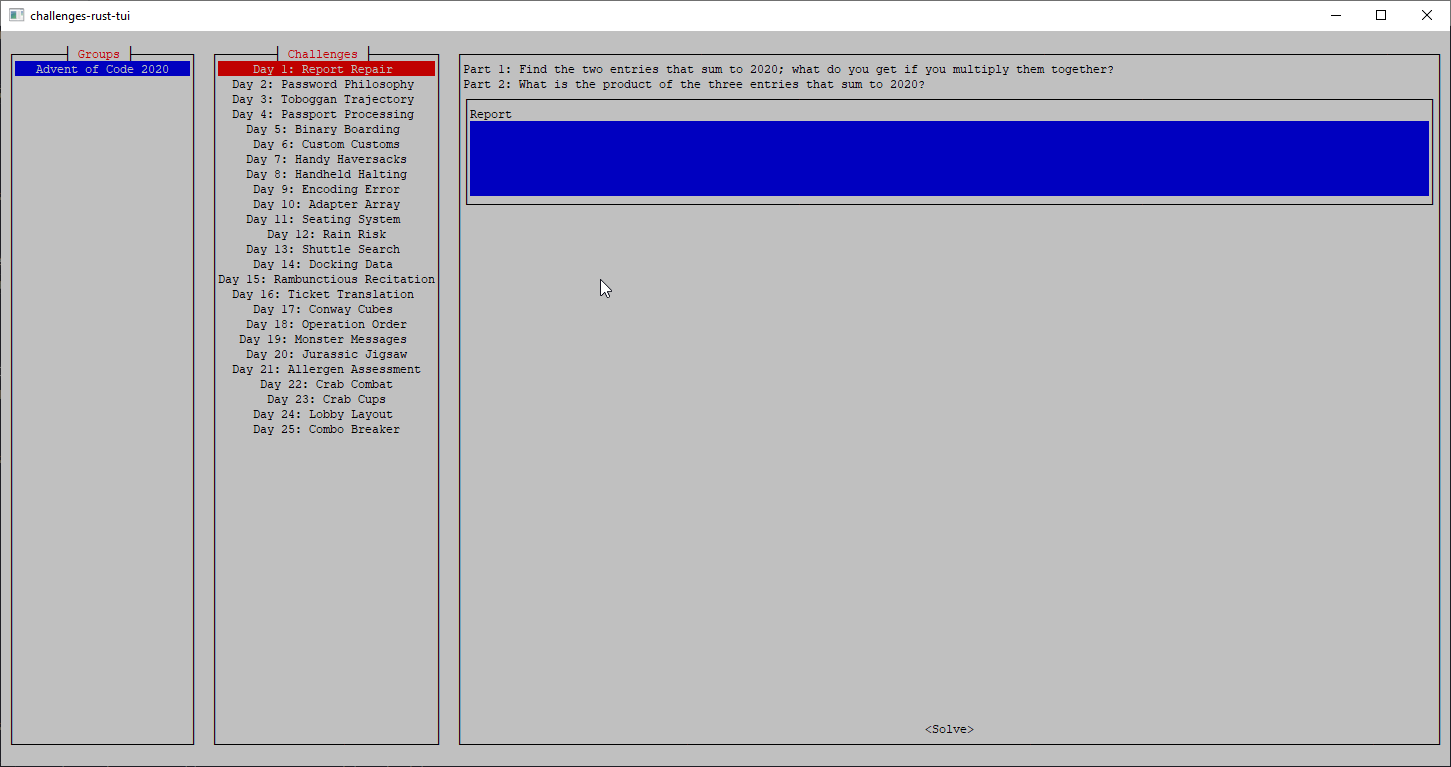 challenges-rust-tui
Groups
Advent of Code 2020
Challenges
Day 1: Report Repair
Day 2: Password Philosophy
Day 3: Toboggan Trajectory
Day 4: Passport Processing
Day 5: Binary Boarding
Day 6: Custom Customs
Day 7: Handy Haversacks
Day 8: Handheld Halting
Day 9: Encoding Error
Day 10: Adapter Array
Day 11: Seating System
Day 12: Rain Risk
Day 13: Shuttle Search
Day 14: Docking Data
Day 15: Rambunctious Recitation
Day 16: Ticket Translation
Day 17: Conway Cubes
Day 18: Operation Order
Day 19: Monster Messages
Day 20: Jurassic Jigsaw
Day 21: Allergen Assessment
Day 22: Crab Combat
Day 23: Crab Cups
Day 24: Lobby Layout
Day 25: Combo Breaker
Part 1: Find the two entries that sum to 2020; what do you get if you multiply them together?
Part 2: What is the product of the three entries that sum to 2020?
Report
<Solve>